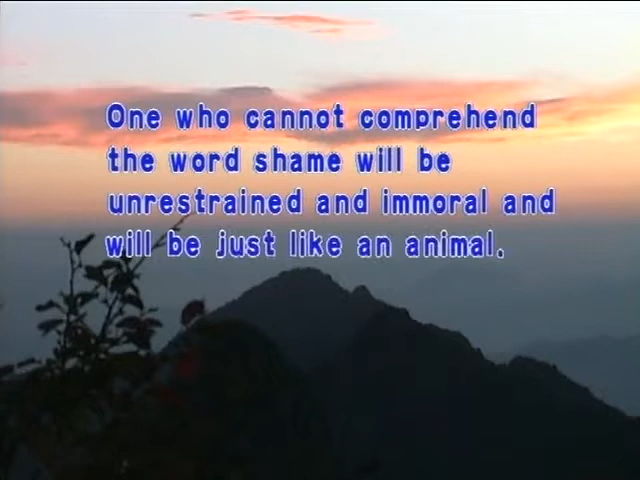 One who cannot comprehend
the word shame will be
unrestrained and immoral and
will be just like an animal.